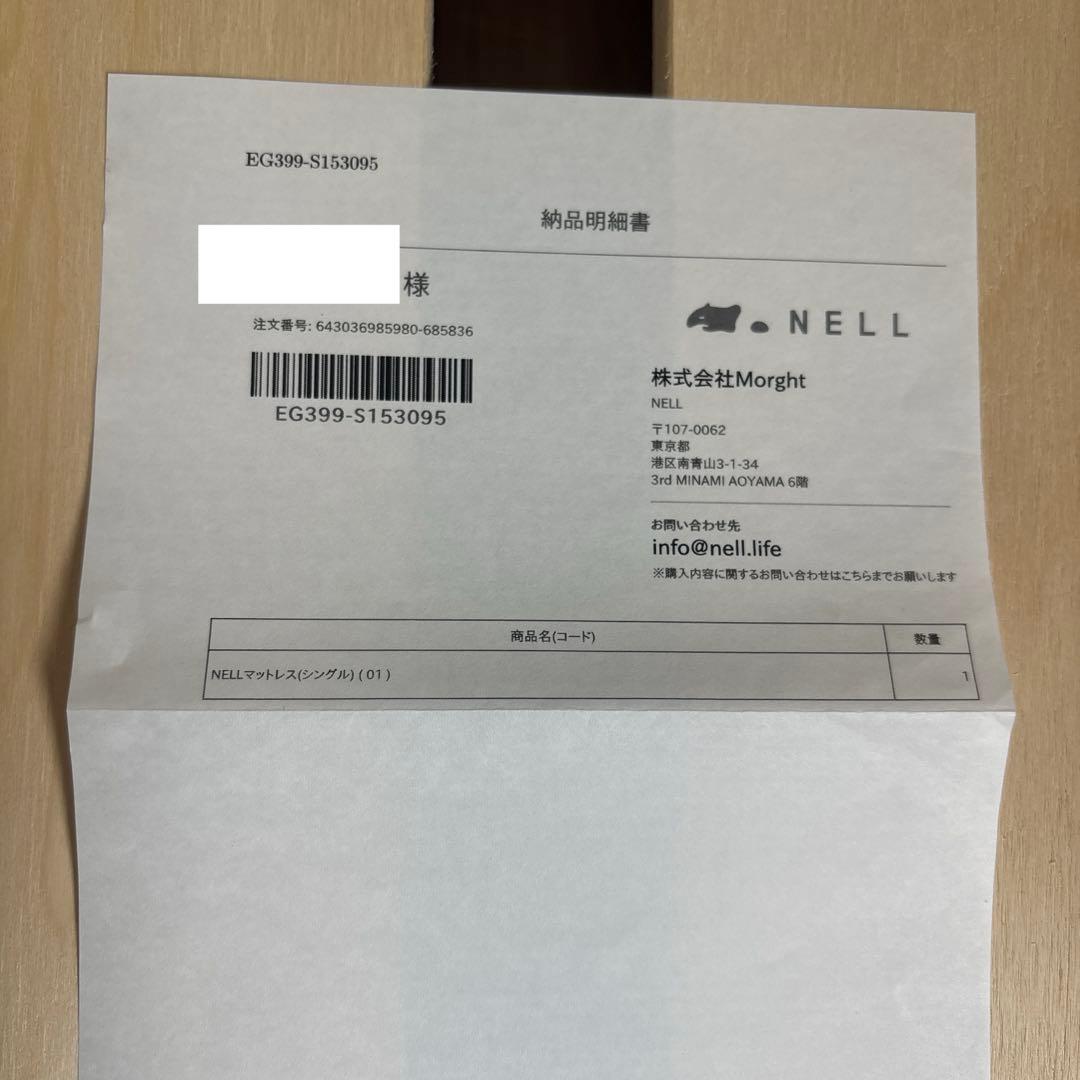 EG399-S153095
納品明細書
様
注文番号: 643036985980-685836
EG399-S153095
NELL
株式会社Morght
NELL
〒107-0062
東京都
港区南青山3-1-34
3rd MINAMI AOYAMA 6階
お問い合わせ先
info@nell.life
※購入内容に関するお問い合わせはこちらまでお願いします
商品名(コード) 数量
NELLマットレス(シングル) ( 01 ) 1